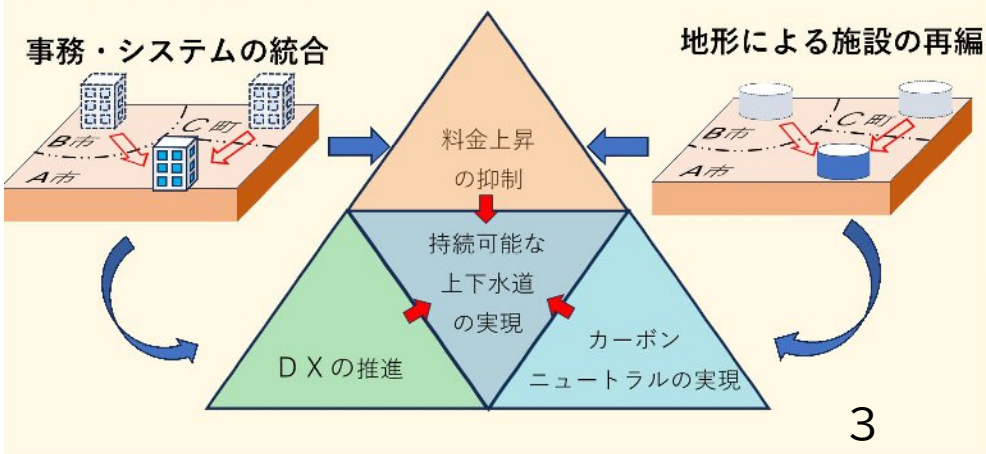 事務・システムの統合
B市
C町
A市
地形による施設の再編
B市
C町
A市
料金上昇
の抑制
持続可能な
上下水道
の実現
ＤＸの推進
カーボン
ニュートラルの実現
3